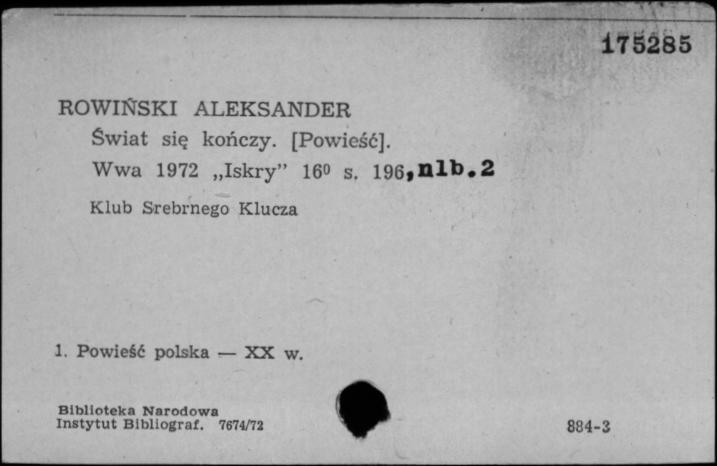 175285
ROWIŃSKI ALEKSANDER
Świat się kończy. [Powieść].
Wwa 1972 „Iskry” 16⁰ s. 196, nlb. 2
Klub Srebrnego Klucza
1. Powieść polska — XX w.
Biblioteka Narodowa
Instytut Bibliograf. 7674/72
884-3